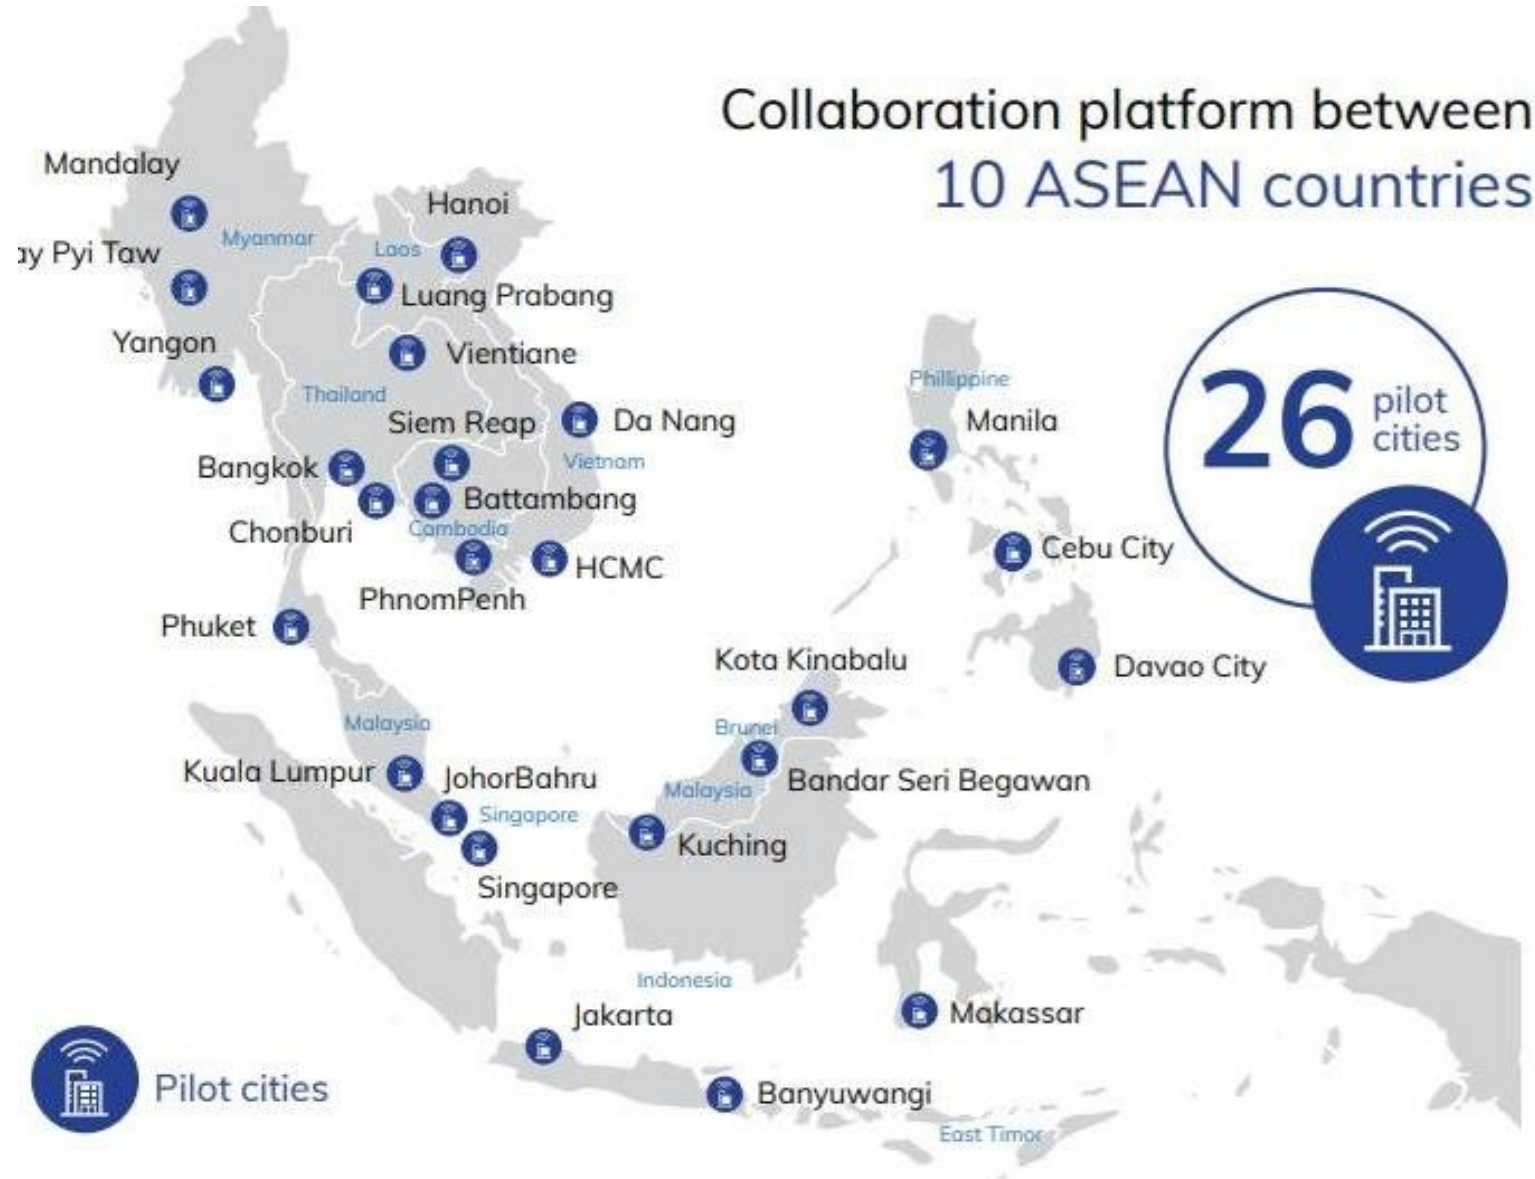 Collaboration platform between
10 ASEAN countries
Mandalay
Hanoi
Myanmar
Laos
ay Pyi Taw
Luang Prabang
Yangon
Vientiane
Phillippine
Thailand
Siem Reap
Da Nang
Manila
26
pilot
cities
Bangkok
Vietnam
Battambang
Chonburi
Cambodia
HCMC
Cebu City
PhnomPenh
Phuket
Kota Kinabalu
Davao City
Malaysia
Brunei
Kuala Lumpur
JohorBahru
Bandar Seri Begawan
Malaysia
Singapore
Kuching
Singapore
Indonesia
Jakarta
Makassar
Pilot cities
Banyuwangi
East Timor